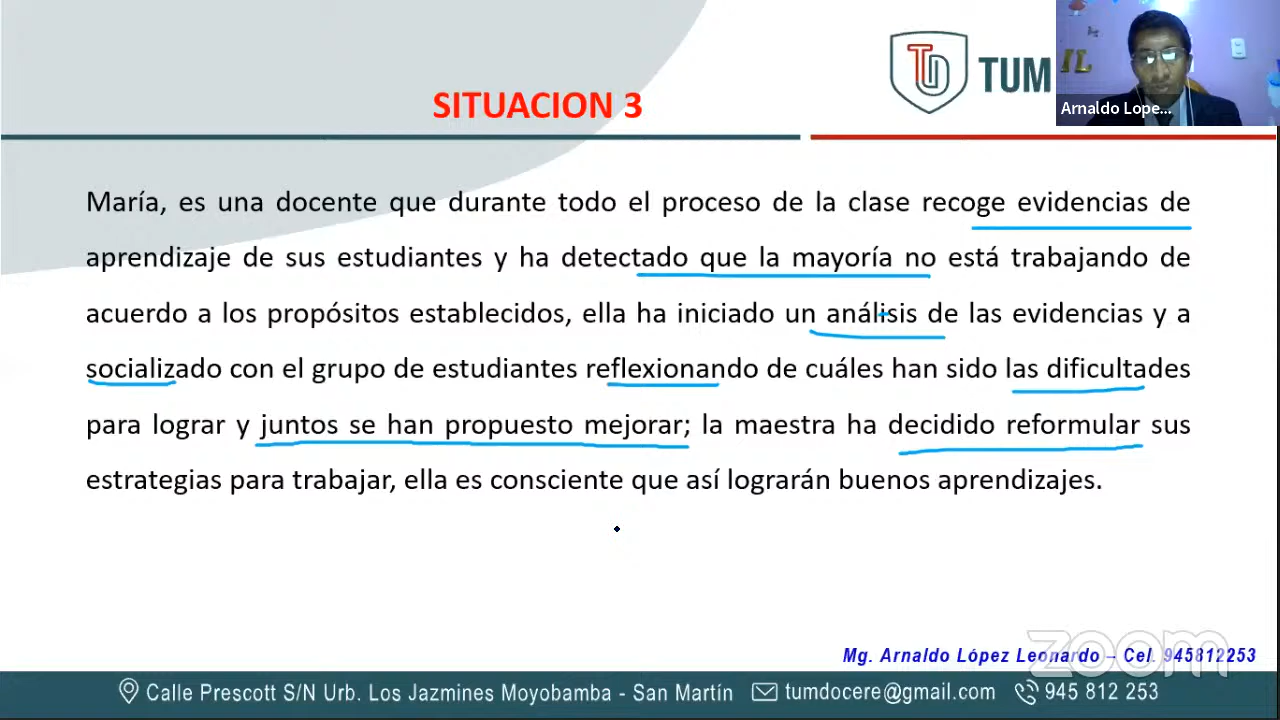 TUM
IL
Arnaldo Lope...
SITUACION 3
María, es una docente que durante todo el proceso de la clase recoge evidencias de
aprendizaje de sus estudiantes y ha detectado que la mayoría no está trabajando de
acuerdo a los propósitos establecidos, ella ha iniciado un análisis de las evidencias y a
socializado con el grupo de estudiantes reflexionando de cuáles han sido las dificultades
para lograr y juntos se han propuesto mejorar; la maestra ha decidido reformular sus
estrategias para trabajar, ella es consciente que así lograrán buenos aprendizajes.
zoom
Mg. Arnaldo López Leonardo – Cel. 945812253
Calle Prescott S/N Urb. Los Jazmines Moyobamba - San Martín tumdocere@gmail.com 945 812 253